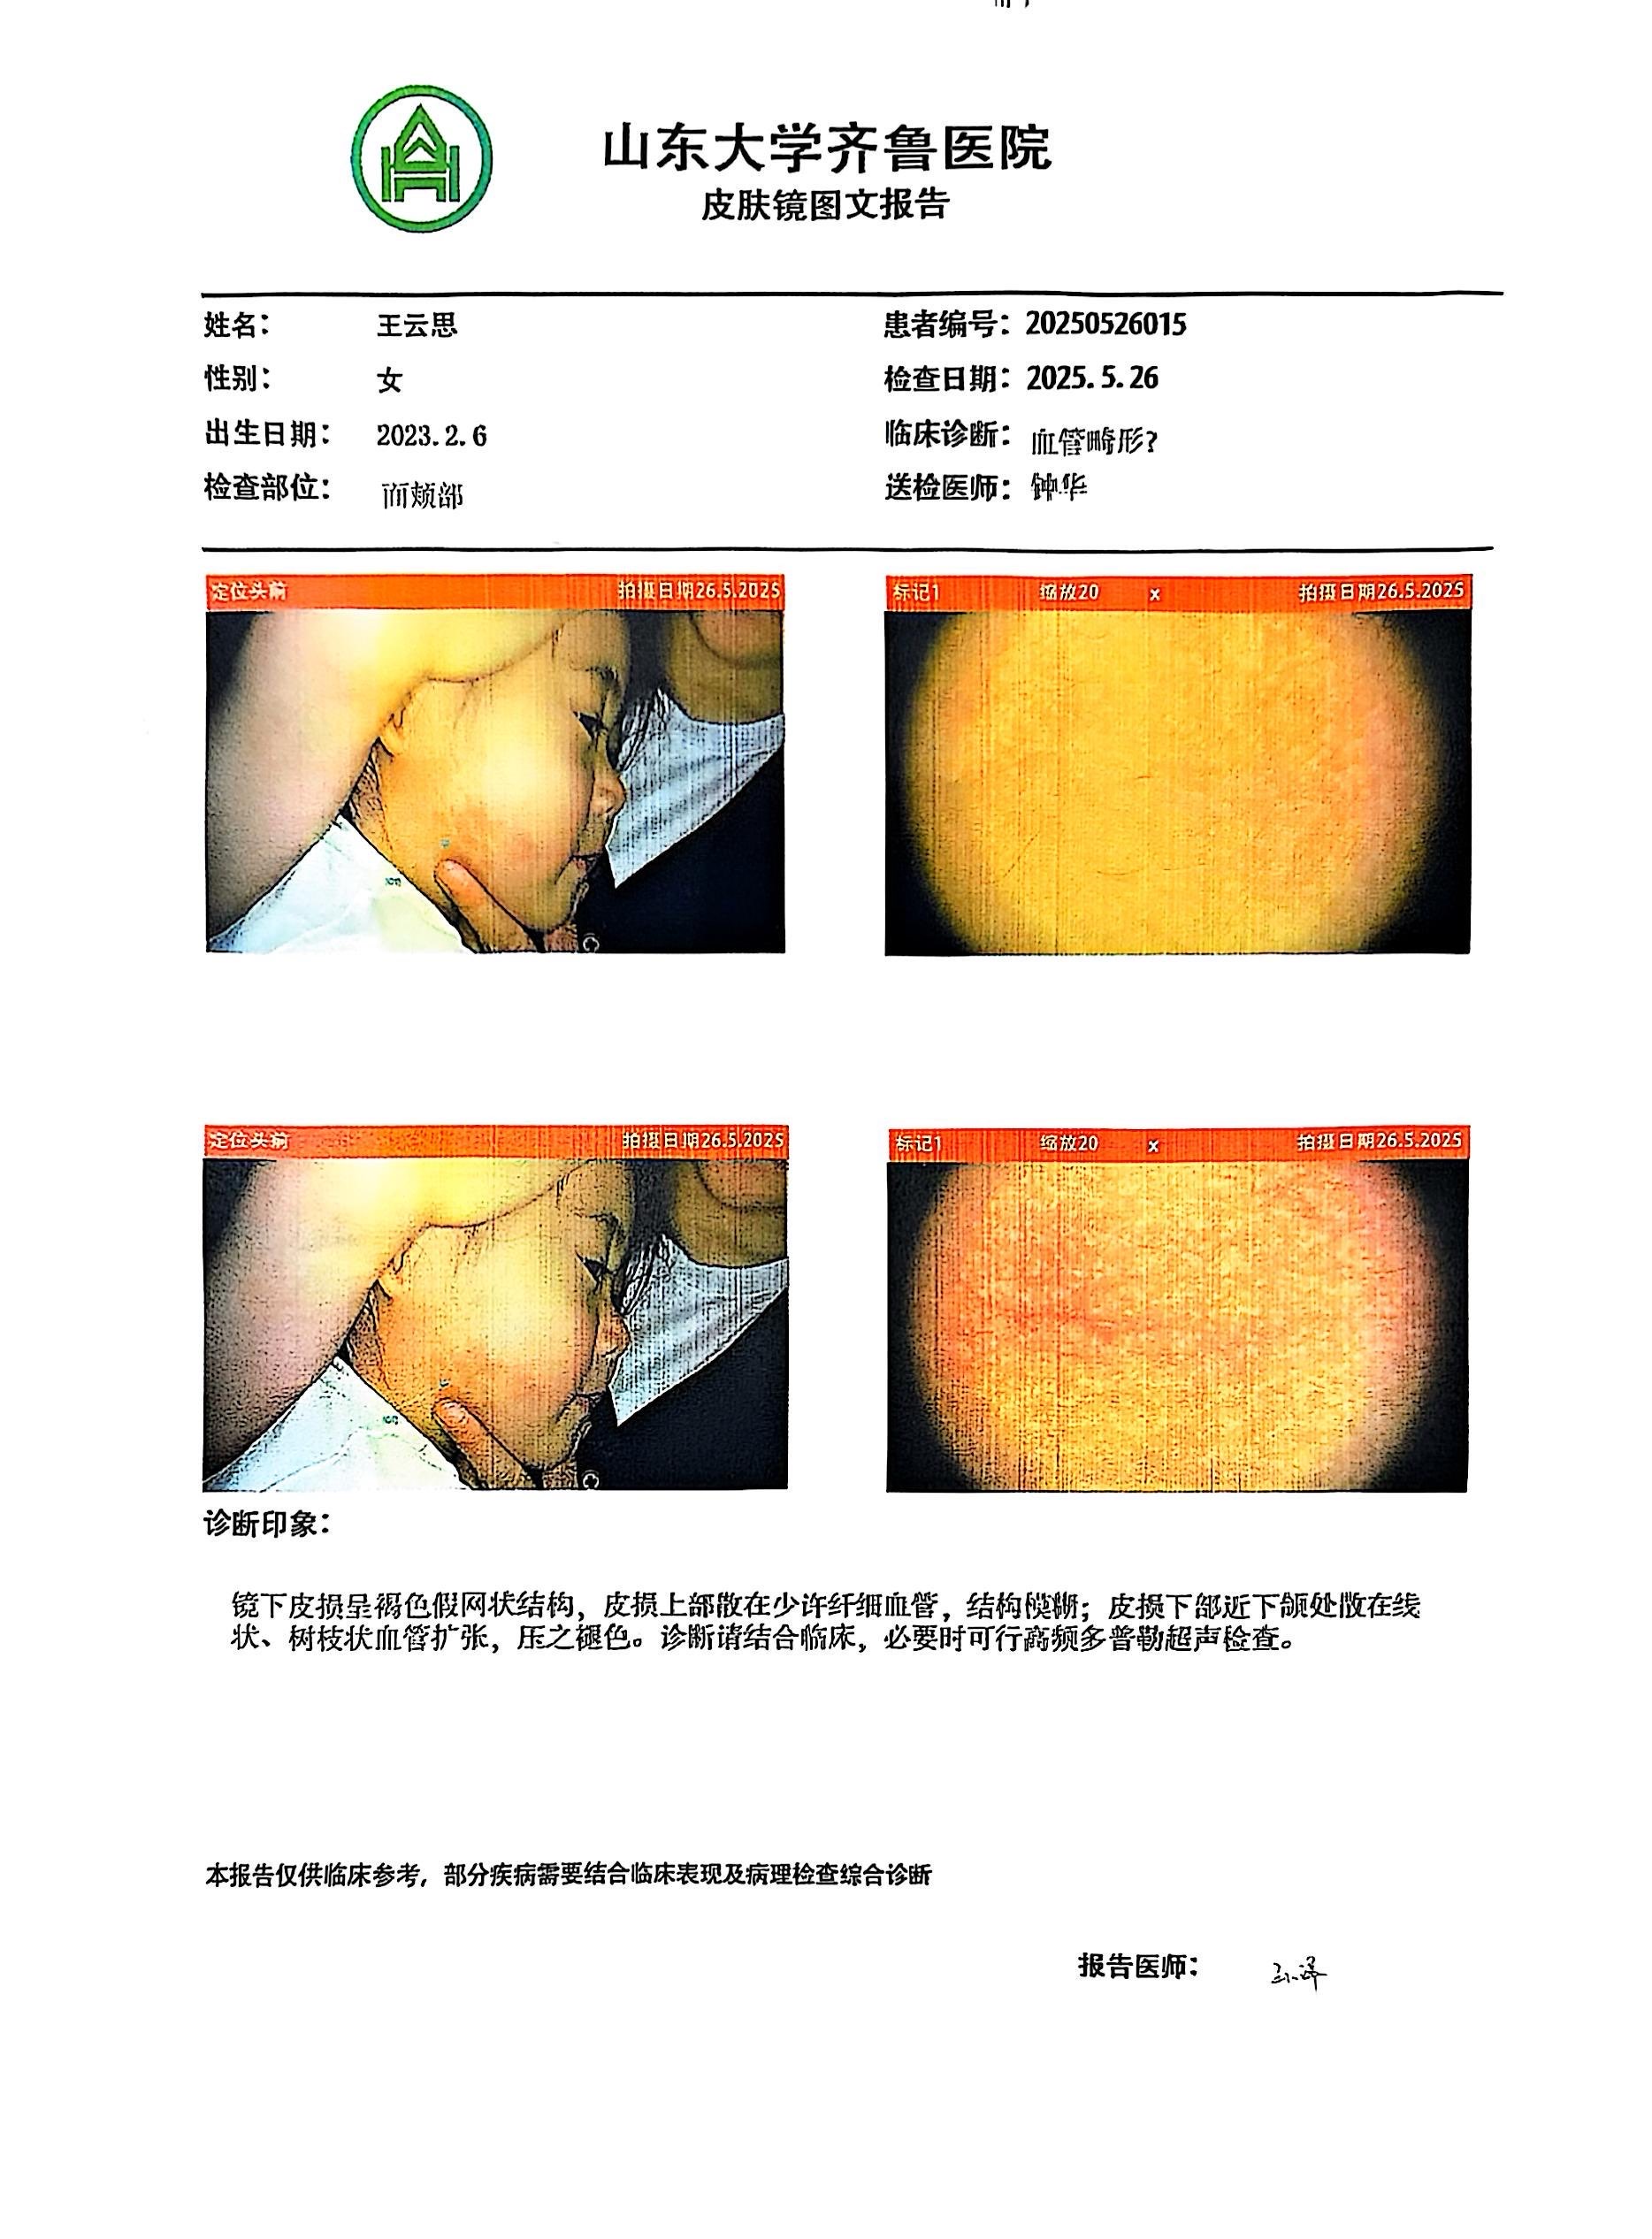 山东大学齐鲁医院
皮肤镜图文报告
姓名： 王云思 患者编号：20250526015
性别： 女 检查日期：2025.5.26
出生日期： 2023.2.6 临床诊断：血管畸形?
检查部位： 面颊部 送检医师：钟华
定位头前 拍摄日期26.5.2025
标记1 缩放20 x 拍摄日期26.5.2025
定位头前 拍摄日期26.5.2025
标记1 缩放20 x 拍摄日期26.5.2025
诊断印象：
镜下皮损呈褐色假网状结构，皮损上部散在少许纤细血管，结构模糊；皮损下部近下颌处散在线
状、树枝状血管扩张，压之褪色。诊断请结合临床，必要时可行高频多普勒超声检查。
本报告仅供临床参考，部分疾病需要结合临床表现及病理检查综合诊断
报告医师：